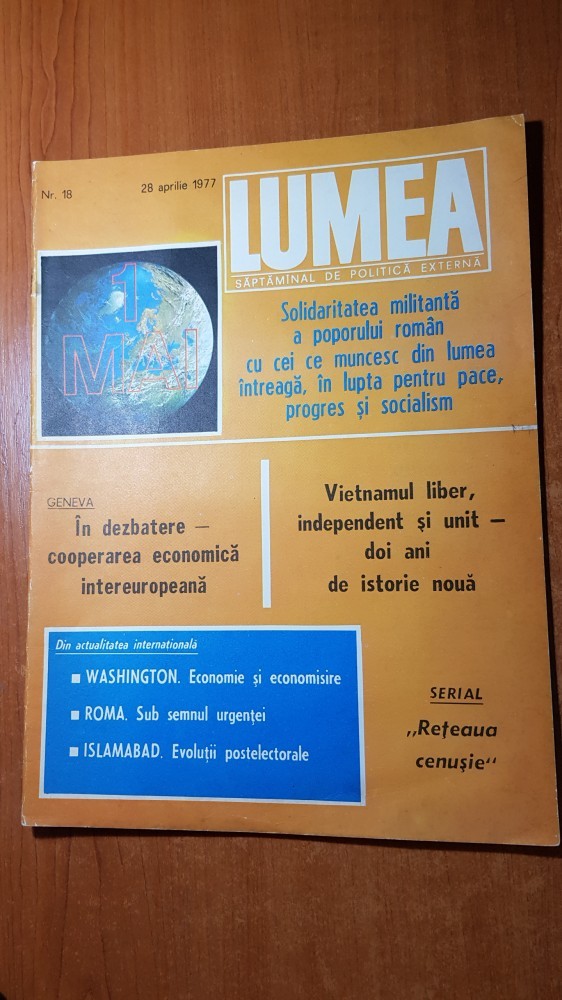 Nr. 18
28 aprilie 1977
LUMEA
SĂPTĂMÎNAL DE POLITICĂ EXTERNĂ
1
MAI
Solidaritatea militantă
a poporului român
cu cei ce muncesc din lumea
întreagă, în lupta pentru pace,
progres și socialism
GENEVA
În dezbatere —
cooperarea economică
intereuropeană
Vietnamul liber,
independent și unit —
doi ani
de istorie nouă
Din actualitatea internatională
■ WASHINGTON. Economie și economisire
■ ROMA. Sub semnul urgenței
■ ISLAMABAD. Evoluții postelectorale
SERIAL
„Rețeaua
cenușie“